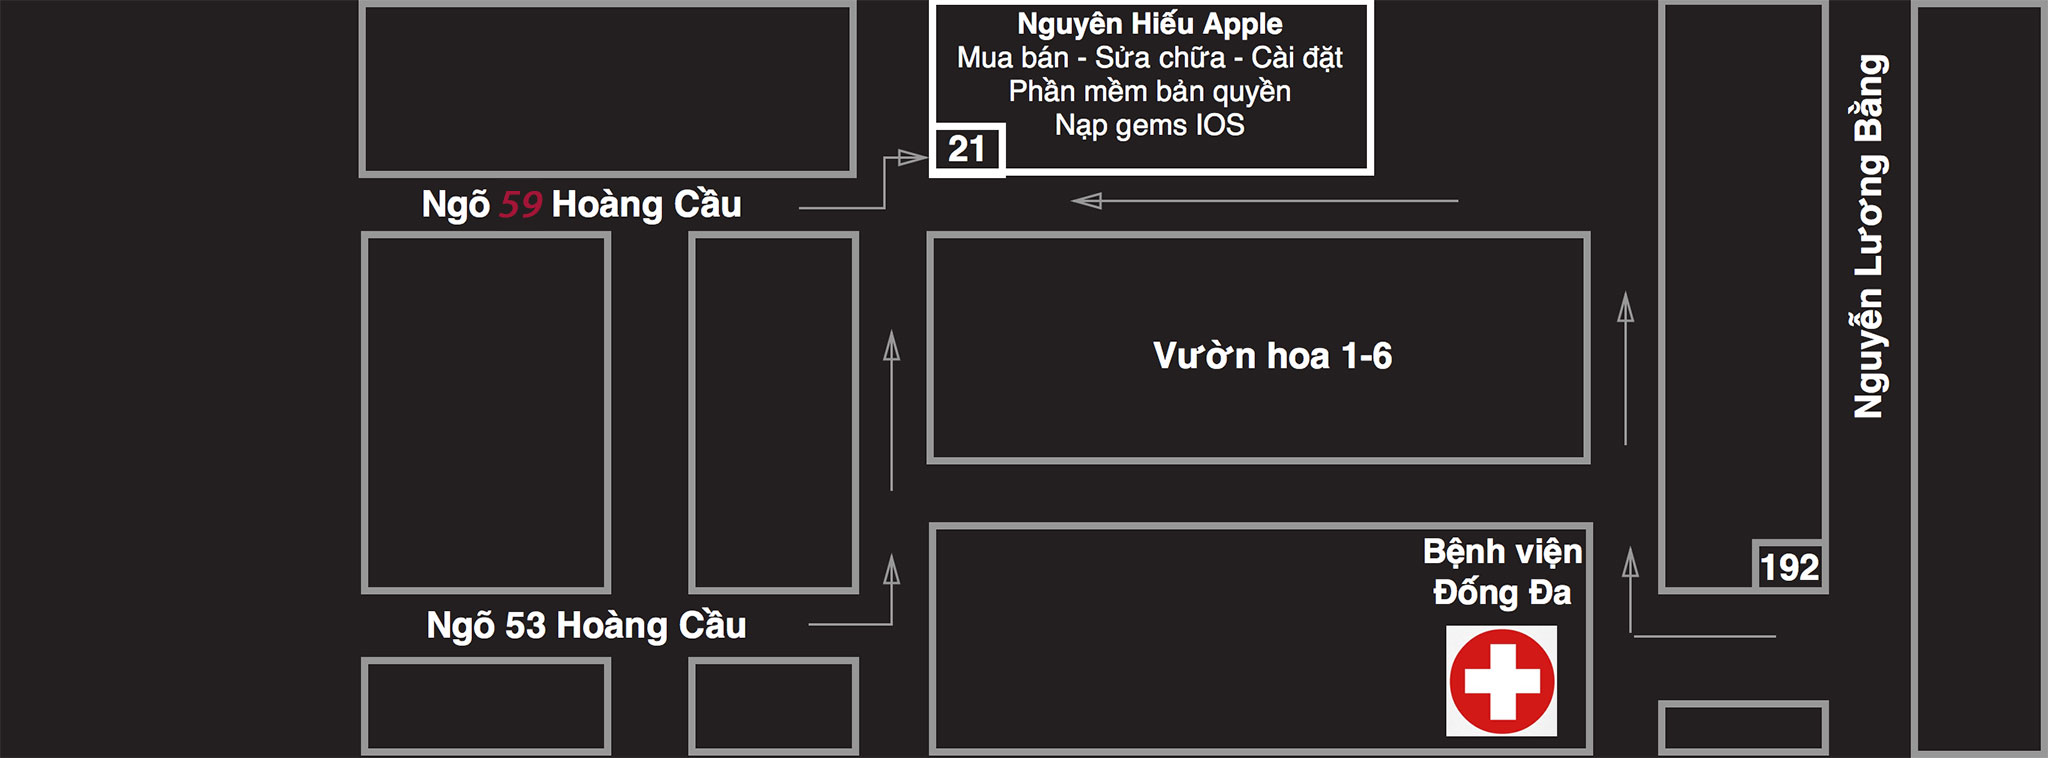 Nguyên Hiếu Apple
Mua bán - Sửa chữa - Cài đặt
Phần mềm bản quyền
Nạp gems IOS
21
Ngõ 59 Hoàng Cầu
Nguyễn Lương Bằng
Vườn hoa 1-6
Bệnh viện
Đống Đa
192
Ngõ 53 Hoàng Cầu